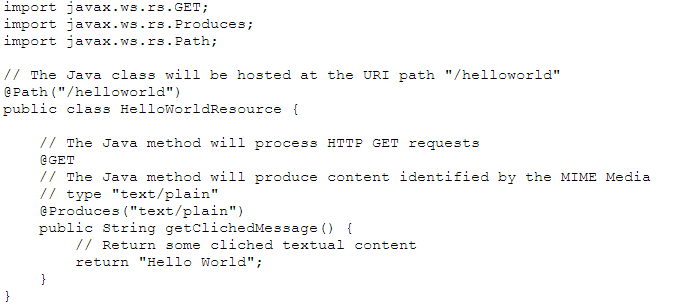 import javax.ws.rs.GET;
import javax.ws.rs.Produces;
import javax.ws.rs.Path;

// The Java class will be hosted at the URI path "/helloworld"
@Path("/helloworld")
public class HelloWorldResource {

    // The Java method will process HTTP GET requests
    @GET
    // The Java method will produce content identified by the MIME Media
    // type "text/plain"
    @Produces("text/plain")
    public String getClichedMessage() {
        // Return some cliched textual content
        return "Hello World";
    }
}